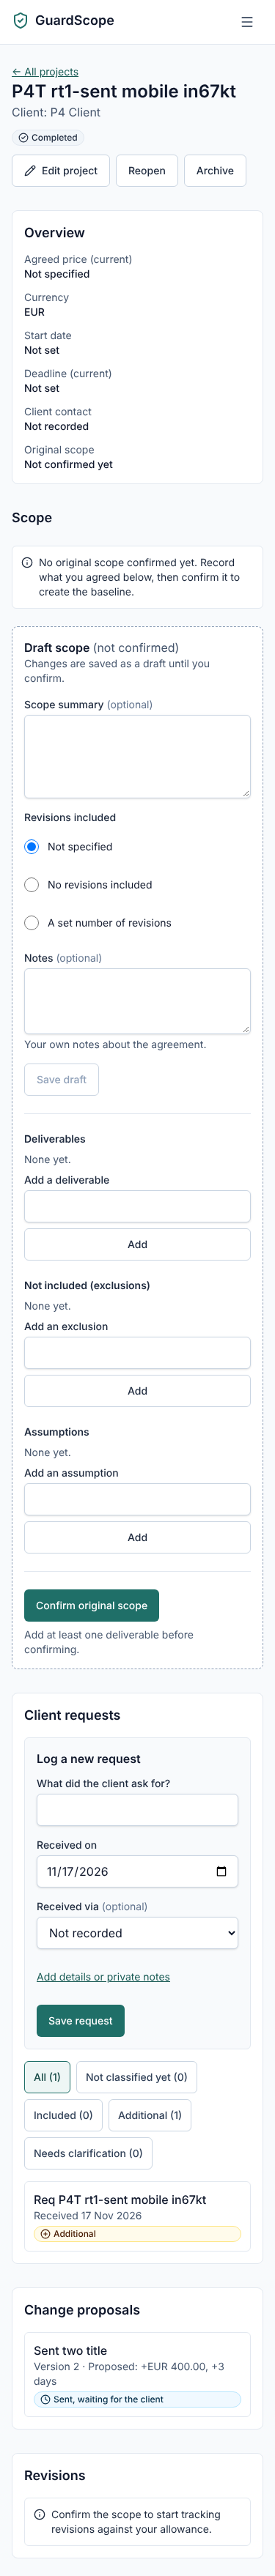 GuardScope
← All projects
P4T rt1-sent mobile in67kt
Client: P4 Client
Completed
Edit project
Reopen
Archive
Overview
Agreed price (current)
Not specified
Currency
EUR
Start date
Not set
Deadline (current)
Not set
Client contact
Not recorded
Original scope
Not confirmed yet
Scope
No original scope confirmed yet. Record
what you agreed below, then confirm it to
create the baseline.
Draft scope (not confirmed)
Changes are saved as a draft until you
confirm.
Scope summary (optional)
Revisions included
Not specified
No revisions included
A set number of revisions
Notes (optional)
Your own notes about the agreement.
Save draft
Deliverables
None yet.
Add a deliverable
Add
Not included (exclusions)
None yet.
Add an exclusion
Add
Assumptions
None yet.
Add an assumption
Add
Confirm original scope
Add at least one deliverable before
confirming.
Client requests
Log a new request
What did the client ask for?
Received on
11/17/2026
Received via (optional)
Not recorded
Add details or private notes
Save request
All (1)
Not classified yet (0)
Included (0)
Additional (1)
Needs clarification (0)
Req P4T rt1-sent mobile in67kt
Received 17 Nov 2026
Additional
Change proposals
Sent two title
Version 2 · Proposed: +EUR 400.00, +3
days
Sent, waiting for the client
Revisions
Confirm the scope to start tracking
revisions against your allowance.